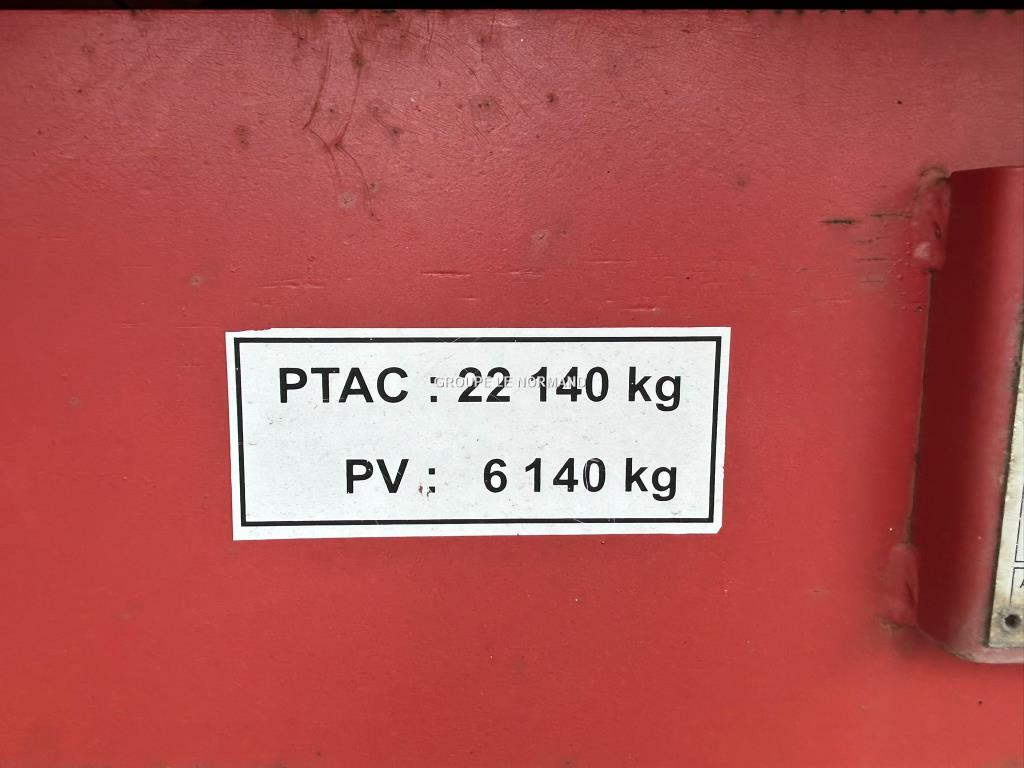 PTAC : 22 140 kg
GROUPE LE NORMAND
PV : 6 140 kg